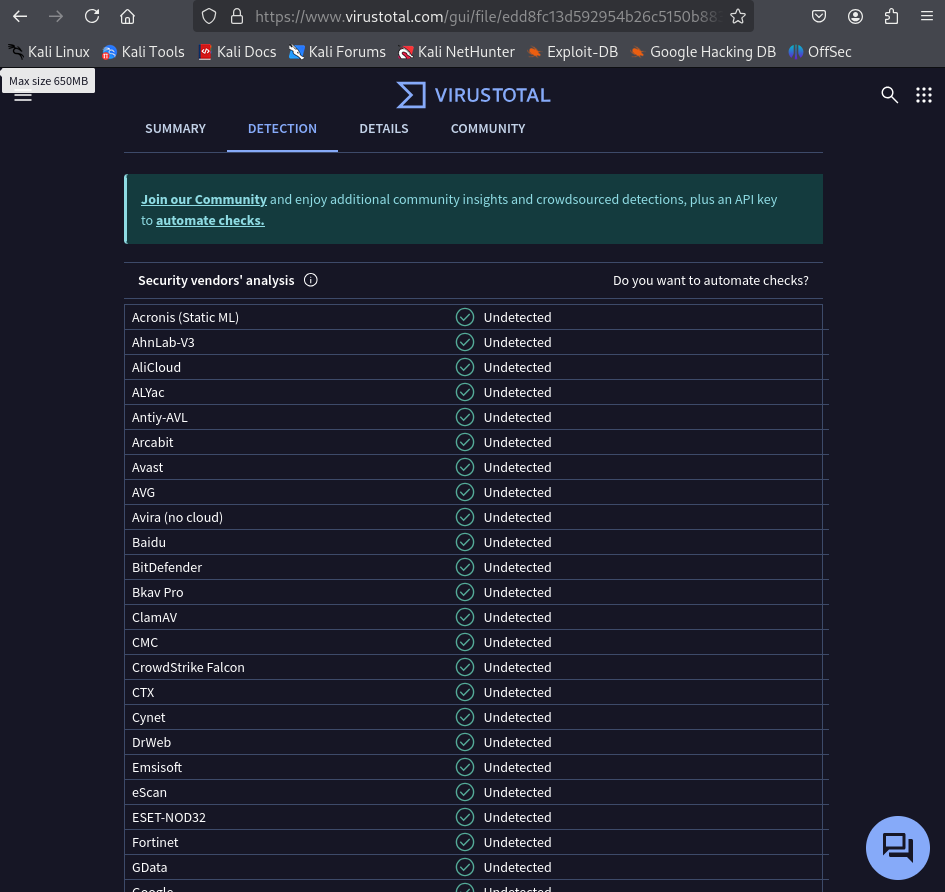 https://www.virustotal.com/gui/file/edd8fc13d592954b26c5150b88
Kali Linux Kali Tools Kali Docs Kali Forums Kali NetHunter Exploit-DB Google Hacking DB OffSec
Max size 650MB
VIRUSTOTAL
SUMMARY DETECTION DETAILS COMMUNITY
Join our Community and enjoy additional community insights and crowdsourced detections, plus an API key
to automate checks.
Security vendors' analysis Do you want to automate checks?
Acronis (Static ML) Undetected
AhnLab-V3 Undetected
AliCloud Undetected
ALYac Undetected
Antiy-AVL Undetected
Arcabit Undetected
Avast Undetected
AVG Undetected
Avira (no cloud) Undetected
Baidu Undetected
BitDefender Undetected
Bkav Pro Undetected
ClamAV Undetected
CMC Undetected
CrowdStrike Falcon Undetected
CTX Undetected
Cynet Undetected
DrWeb Undetected
Emsisoft Undetected
eScan Undetected
ESET-NOD32 Undetected
Fortinet Undetected
GData Undetected
Google Undetected